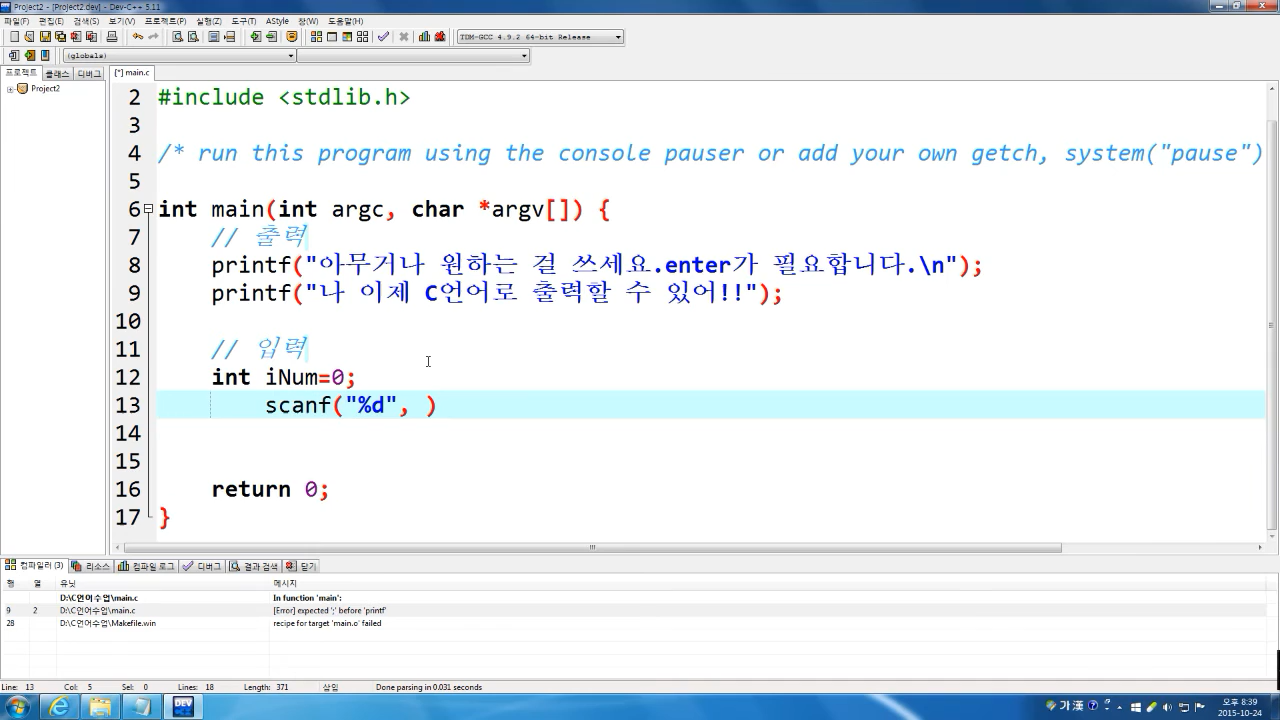 Project2 - [Project2.dev] - Dev-C++ 5.11
파일(F) 편집(E) 검색(S) 보기(V) 프로젝트(P) 실행(Z) 도구(T) AStyle 창(W) 도움말(H)
TDM-GCC 4.9.2 64-bit Release
(globals)
프로젝트 클래스 디버그 [*] main.c
Project2
2 #include <stdlib.h>
3
4 /* run this program using the console pauser or add your own getch, system("pause")
5
6 int main(int argc, char *argv[]) {
7 // 출력
8 printf("아무거나 원하는 걸 쓰세요.enter가 필요합니다.\n");
9 printf("나 이제 C언어로 출력할 수 있어!!");
10
11 // 입력
12 int iNum=0;
13 scanf("%d", )
14
15
16 return 0;
17 }
컴파일러 (3) 리소스 컴파일 로그 디버그 결과 검색 닫기
행 열 유닛 메시지
D:\C언어수업\main.c In function 'main':
9 2 D:\C언어수업\main.c [Error] expected ';' before 'printf'
28 D:\C언어수업\Makefile.win recipe for target 'main.o' failed
Line: 13 Col: 5 Sel: 0 Lines: 18 Length: 371 삽입 Done parsing in 0.031 seconds
DEV 가 漢 오후 8:39
2015-10-24